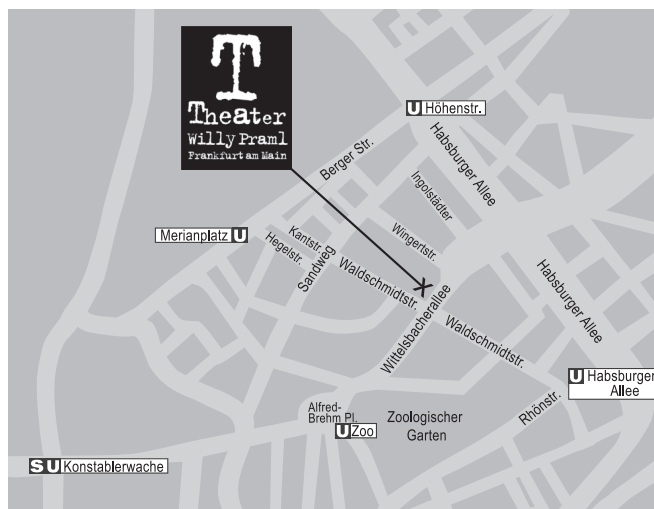 T
Theater
Willy Praml
Frankfurt am Main
U Höhenstr.
Berger Str.
Habsburger Allee
Ingolstädter
Merianplatz U
Kantstr.
Hegelstr.
Sandweg
Wingertstr.
Waldschmidtstr.
Habsburger Allee
Wittelsbacherallee
Waldschmidtstr.
U Habsburger
Allee
Rhönstr.
Alfred-
Brehm Pl.
U Zoo
Zoologischer
Garten
S U Konstablerwache